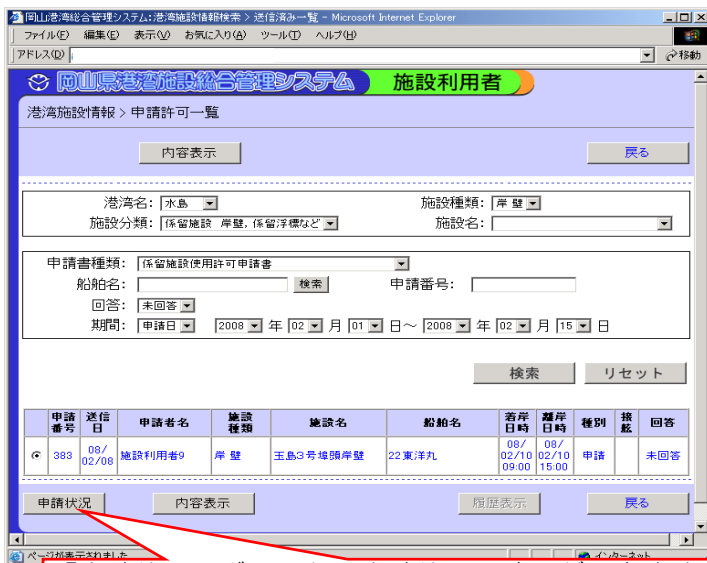 岡山港湾総合管理システム:港湾施設情報検索 > 送信済み一覧 - Microsoft Internet Explorer
ファイル(F) 編集(E) 表示(V) お気に入り(A) ツール(T) ヘルプ(H)
アドレス(D) 移動
岡山県港湾施設総合管理システム 施設利用者
港湾施設情報 > 申請許可一覧
内容表示 戻る
港湾名: 水島 施設種類: 岸 壁
施設分類: 係留施設 岸壁, 係留浮標など 施設名:
申請書種類: 係留施設使用許可申請書
船舶名: 検索 申請番号:
回答: 未回答
期間: 申請日 2008 年 02 月 01 日～ 2008 年 02 月 15 日
検索 リセット
申請番号 送信日 申請者名 施設種類 施設名 船舶名 着岸日時 離岸日時 種別 接舷 回答
383 08/02/08 施設利用者9 岸 壁 玉島3号埠頭岸壁 22東洋丸 08/02/10 09:00 08/02/10 15:00 申請 未回答
申請状況 内容表示 履歴表示 戻る
ページが表示されました インターネット